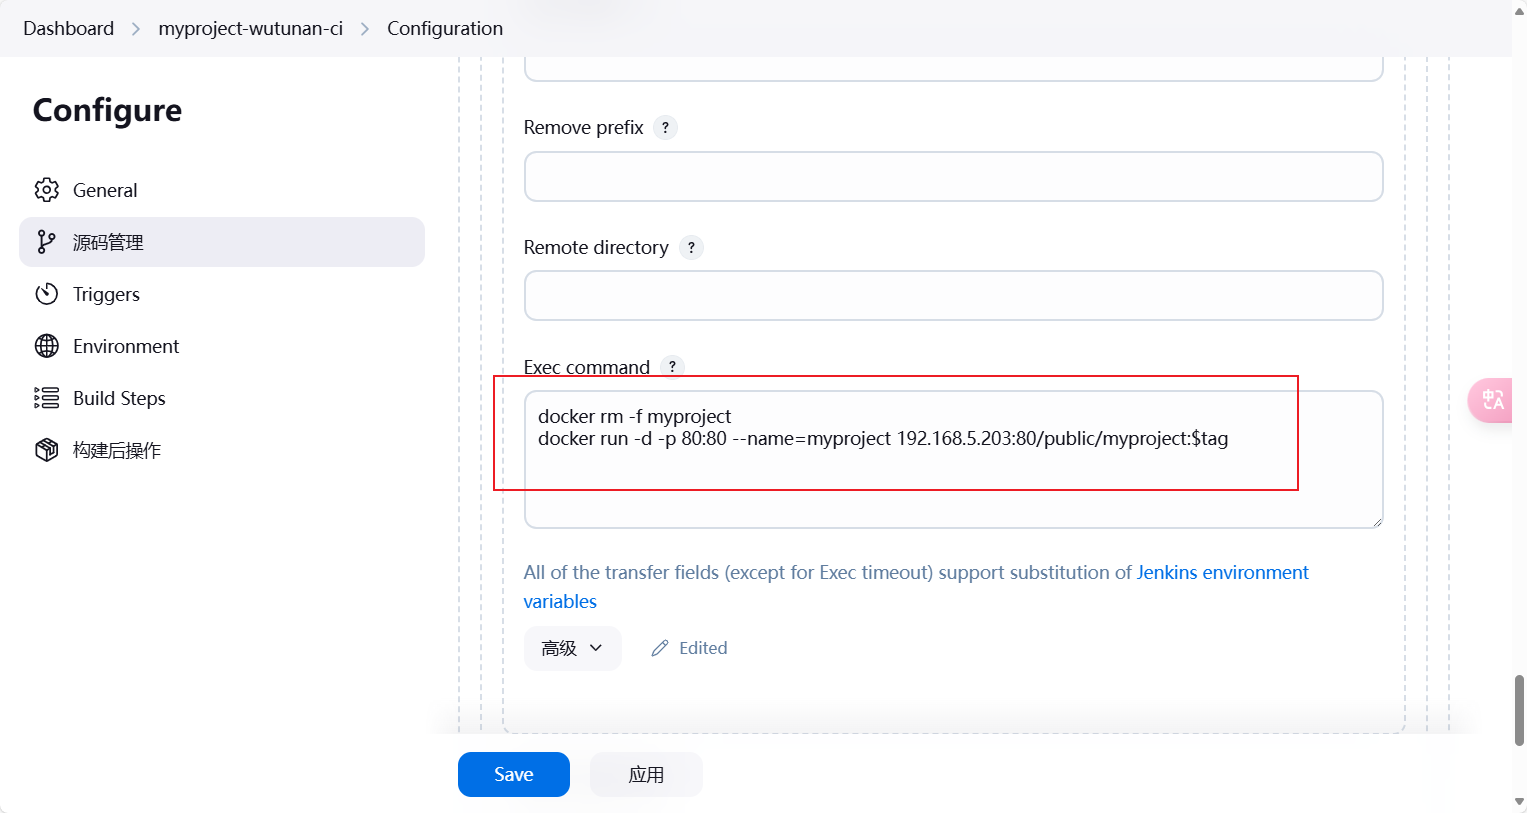 Dashboard > myproject-wutunan-ci > Configuration
Configure
General
源码管理
Triggers
Environment
Build Steps
构建后操作
Remove prefix ?
Remote directory ?
Exec command ?
docker rm -f myproject
docker run -d -p 80:80 --name=myproject 192.168.5.203:80/public/myproject:$tag
All of the transfer fields (except for Exec timeout) support substitution of Jenkins environment
variables
高级
Edited
Save
应用
中A